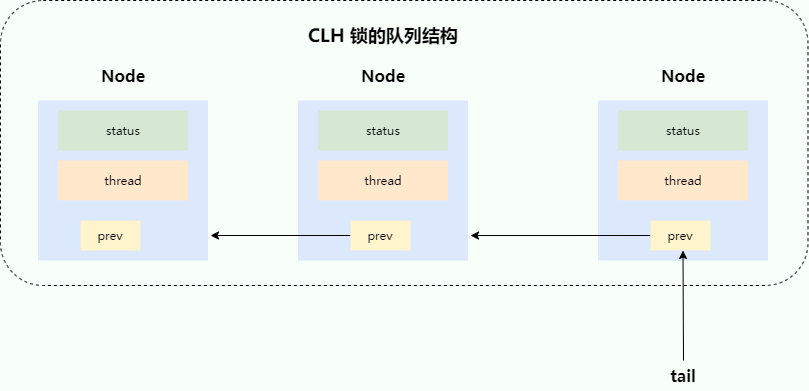 CLH 锁的队列结构
Node Node Node
status status status
thread thread thread
prev prev prev
tail